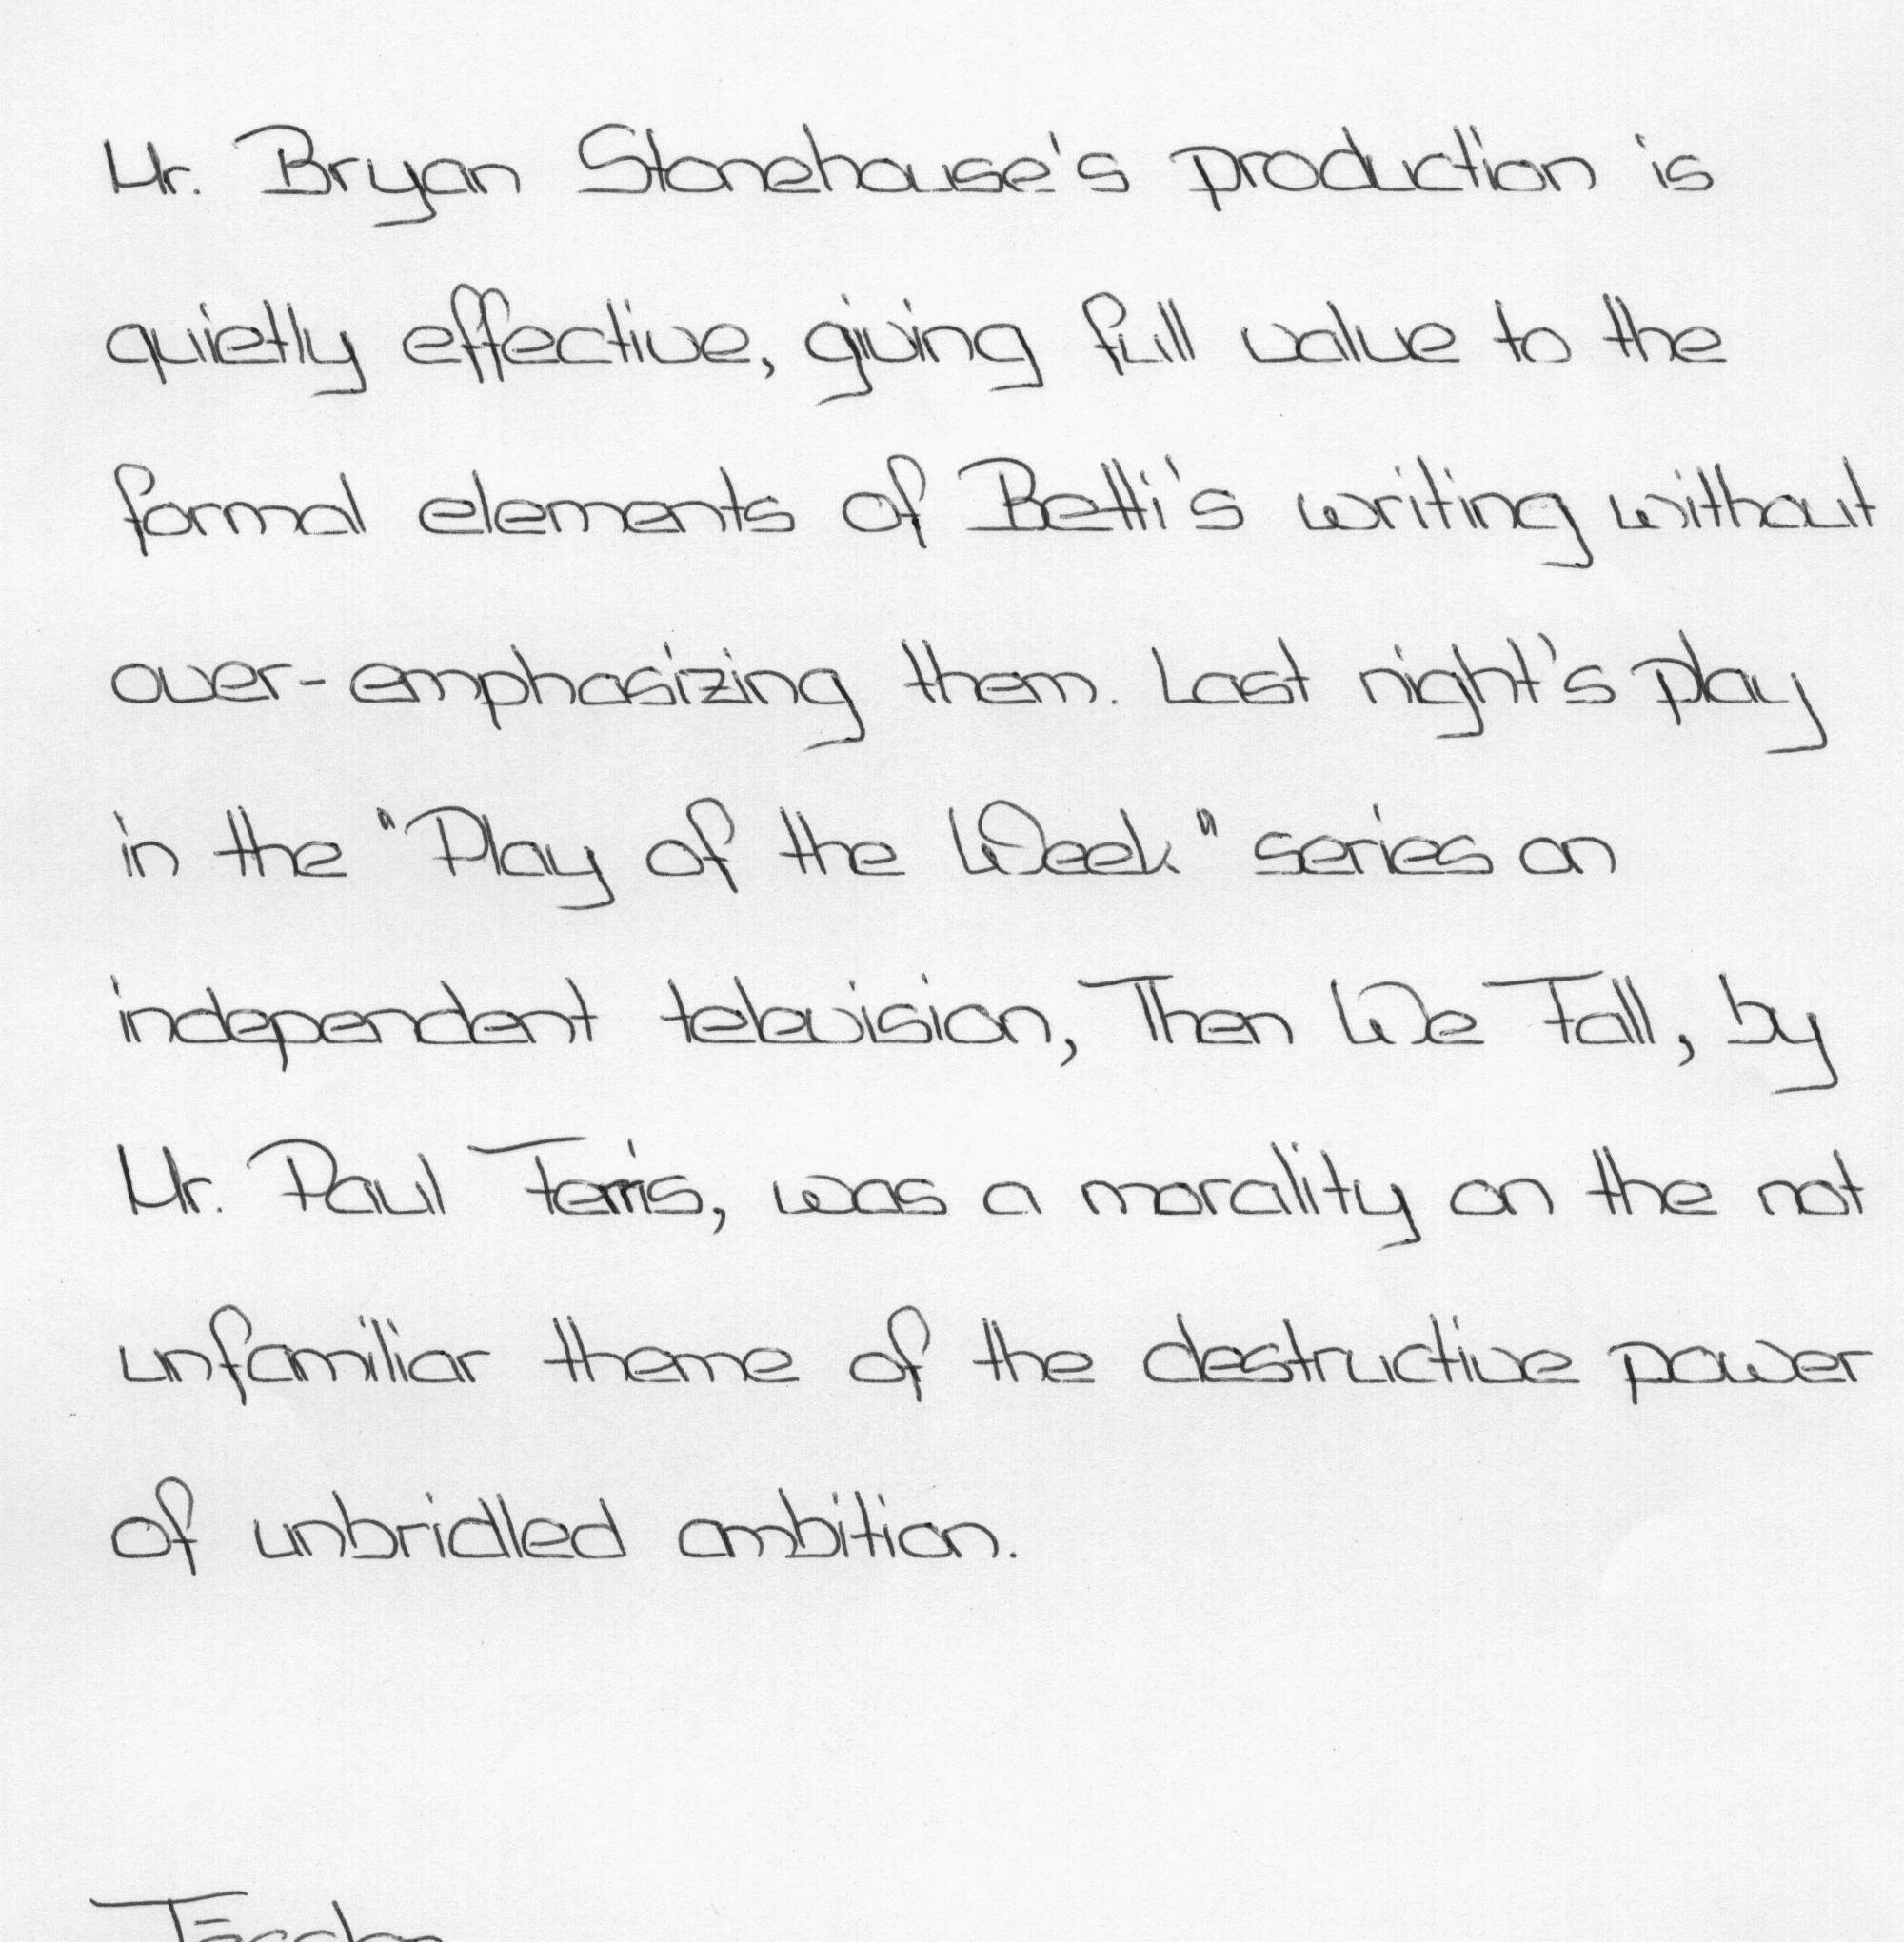 Mr. Bryan Stonehouse's production is
quietly effective, giving full value to the
formal elements of Betti's writing without
over-emphasizing them. Last night's play
in the "Play of the Week" series on
independent television, Then We Fall, by
Mr. Paul Ferris, was a morality on the not
unfamiliar theme of the destructive power
of unbridled ambition.